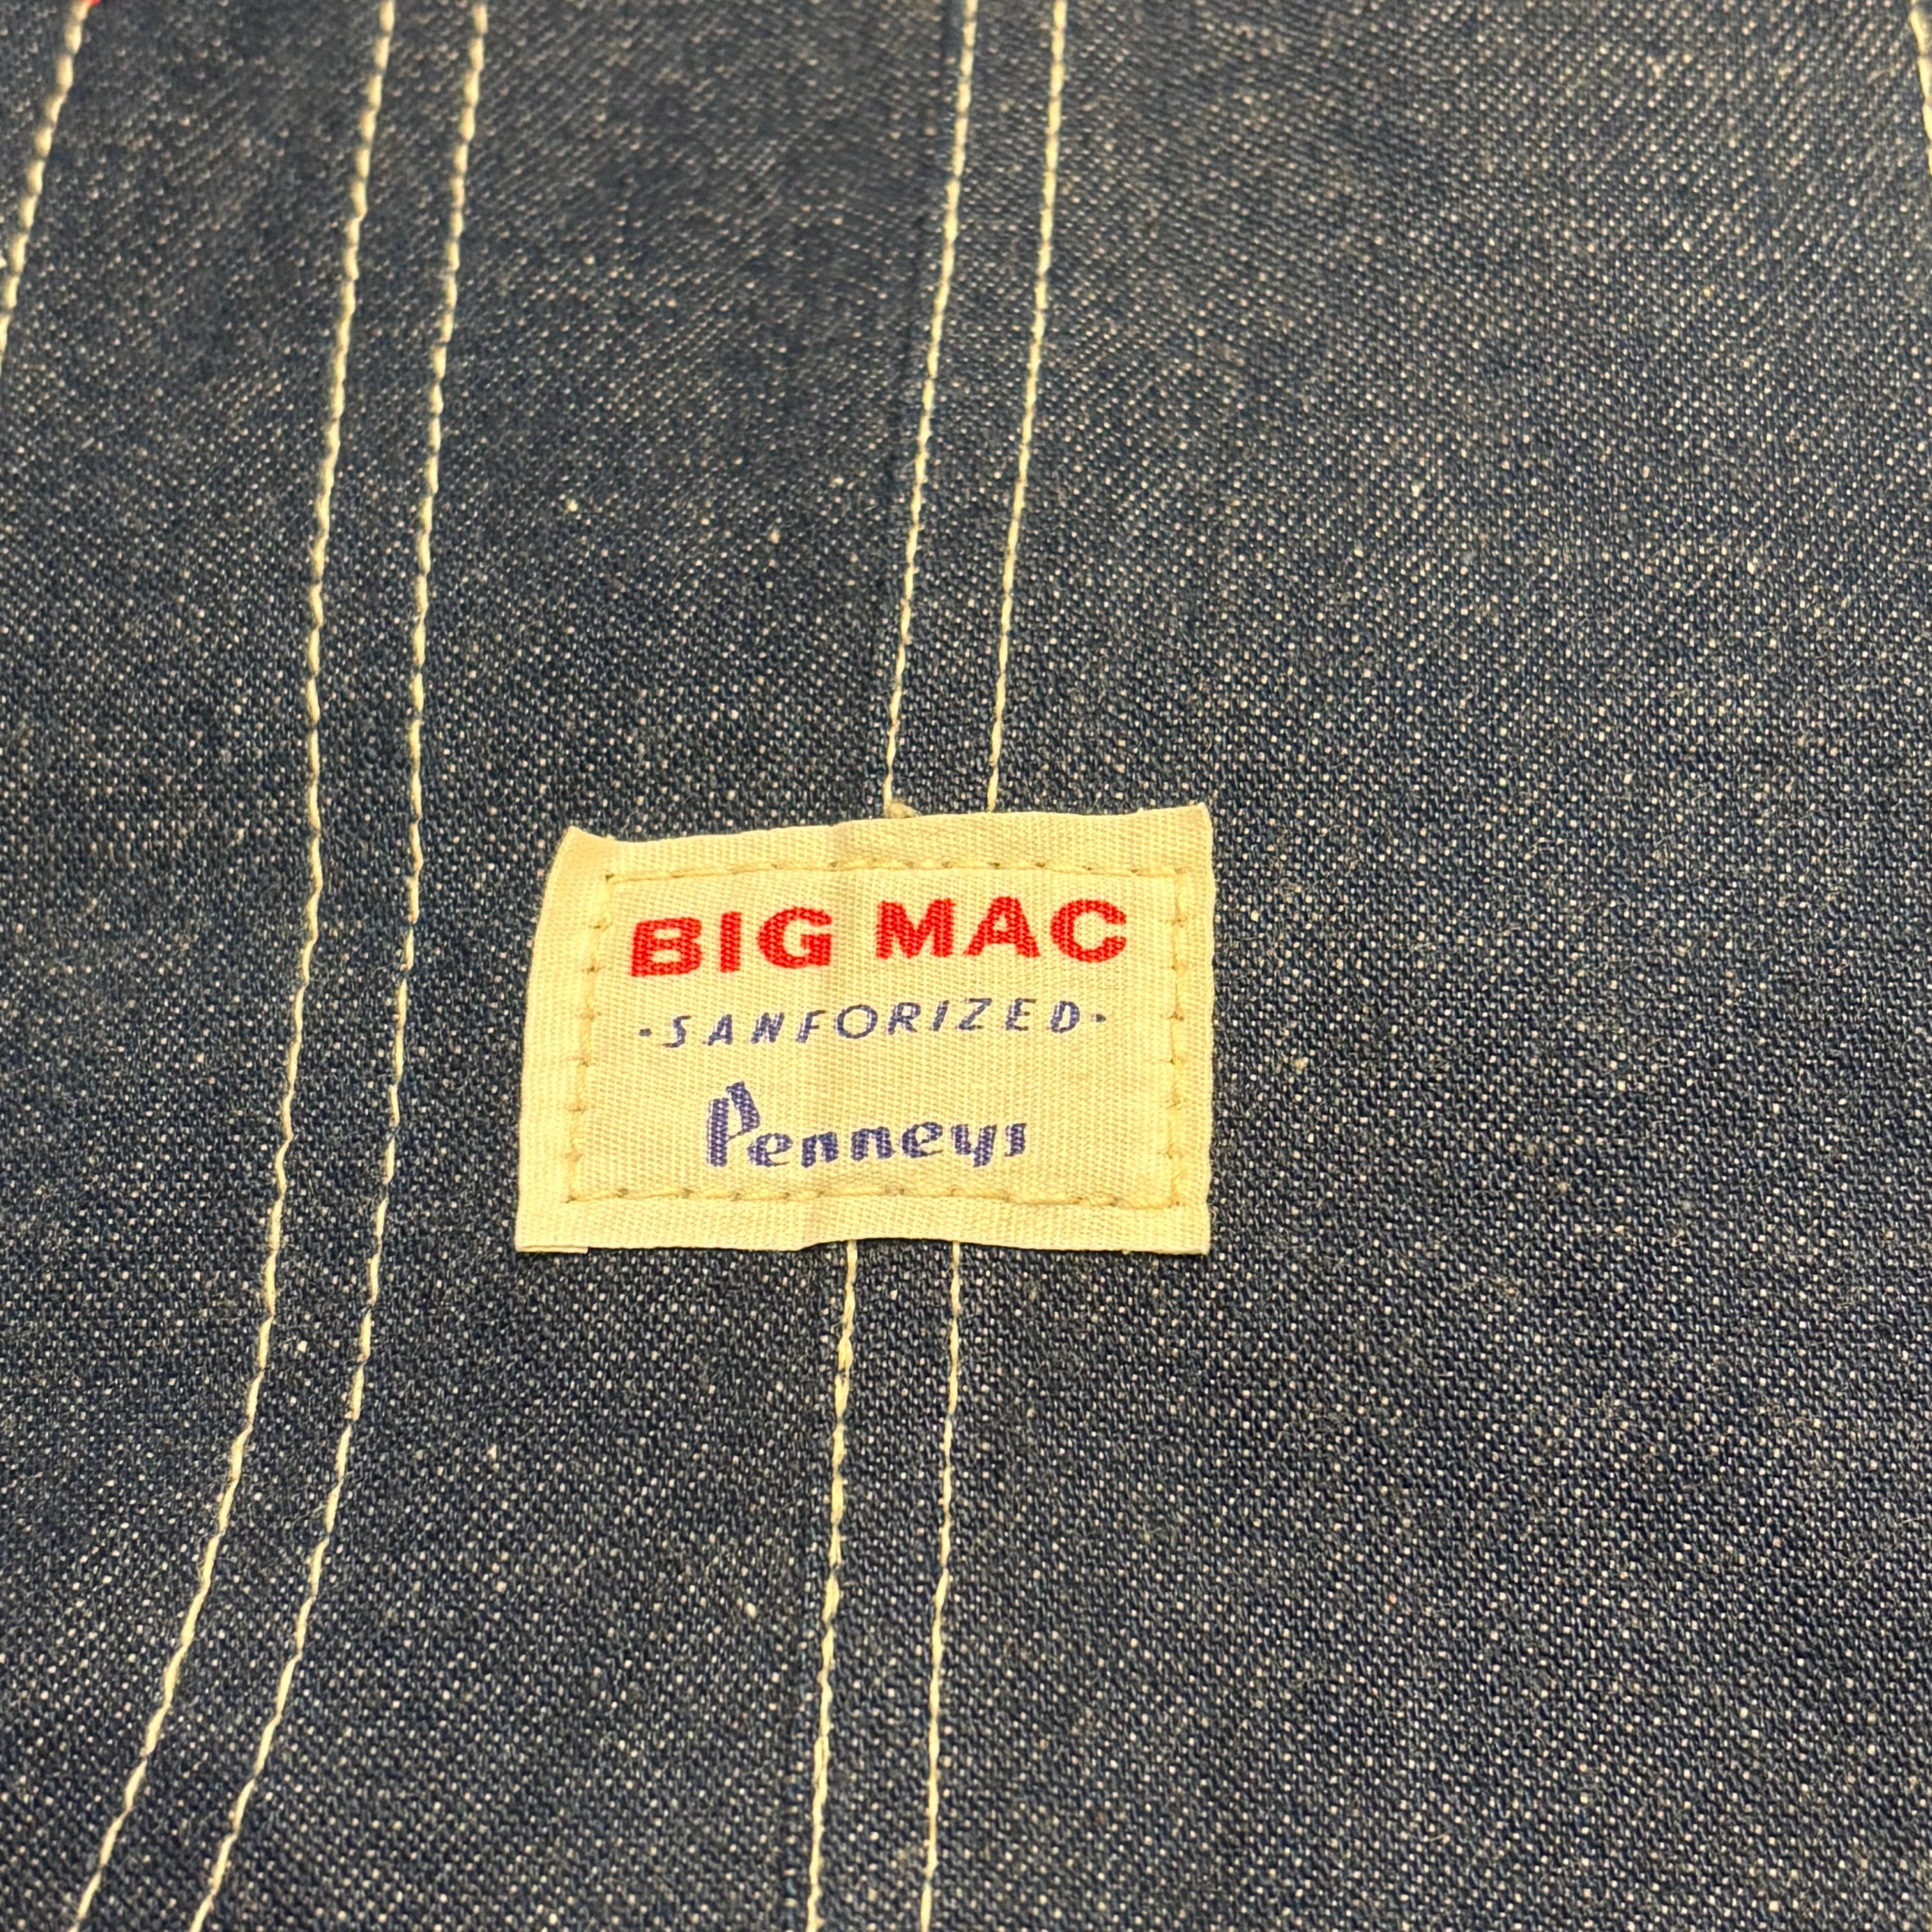 BIG MAC
·SANFORIZED·
Penneys